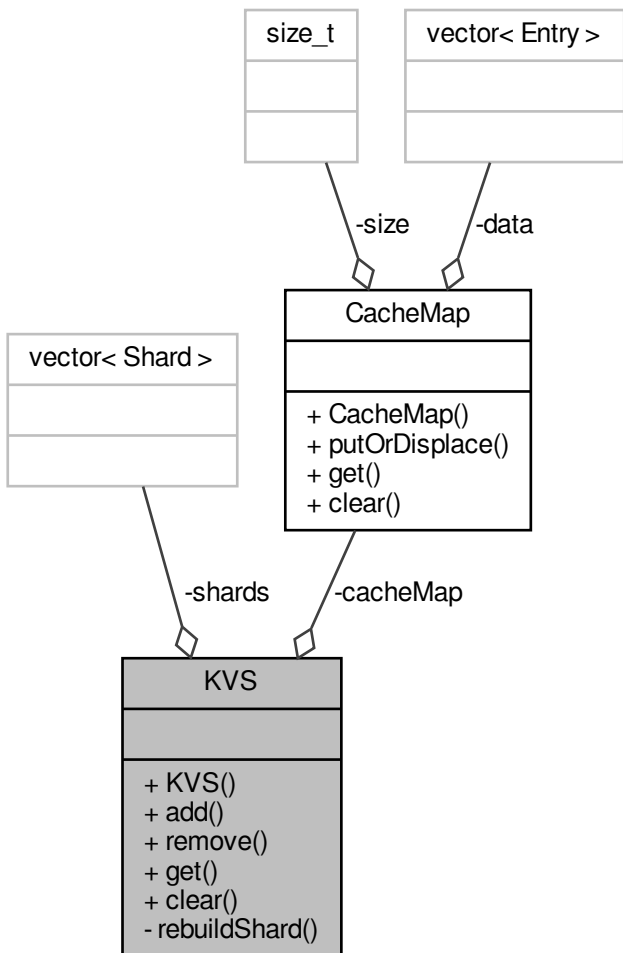 size_t
vector< Entry >
-size
-data
CacheMap
+ CacheMap()
+ putOrDisplace()
+ get()
+ clear()
vector< Shard >
-shards
-cacheMap
KVS
+ KVS()
+ add()
+ remove()
+ get()
+ clear()
- rebuildShard()